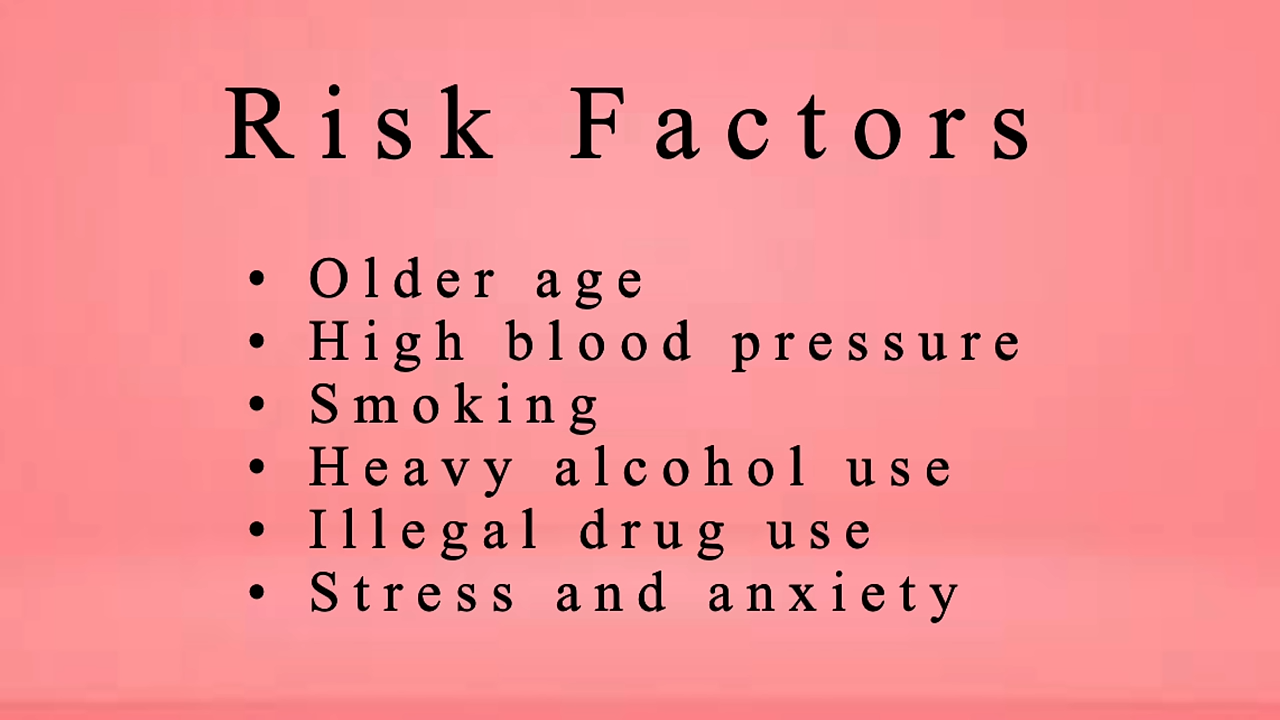 Risk Factors
• Older age
• High blood pressure
• Smoking
• Heavy alcohol use
• Illegal drug use
• Stress and anxiety